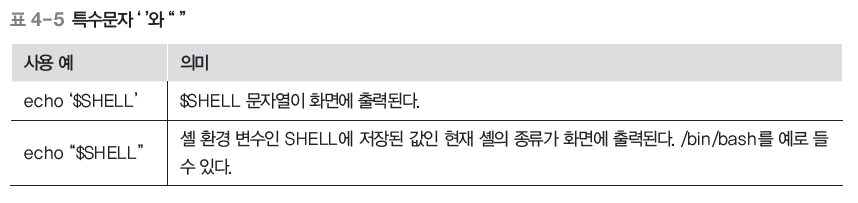 표 4-5 특수문자 ‘ ’와 “ ”
사용 예 의미
echo ‘$SHELL’ $SHELL 문자열이 화면에 출력된다.
echo “$SHELL” 셸 환경 변수인 SHELL에 저장된 값인 현재 셸의 종류가 화면에 출력된다. /bin/bash를 예로 들
수 있다.